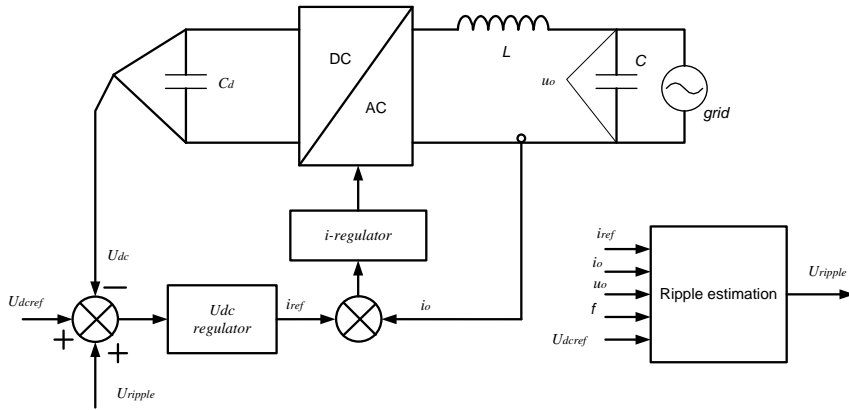 DC
AC
Cd
L
C
uo
grid
i-regulator
Udc
Udcref
Udc
regulator
iref
io
Uripple
iref
io
uo
f
Udcref
Ripple estimation
Uripple